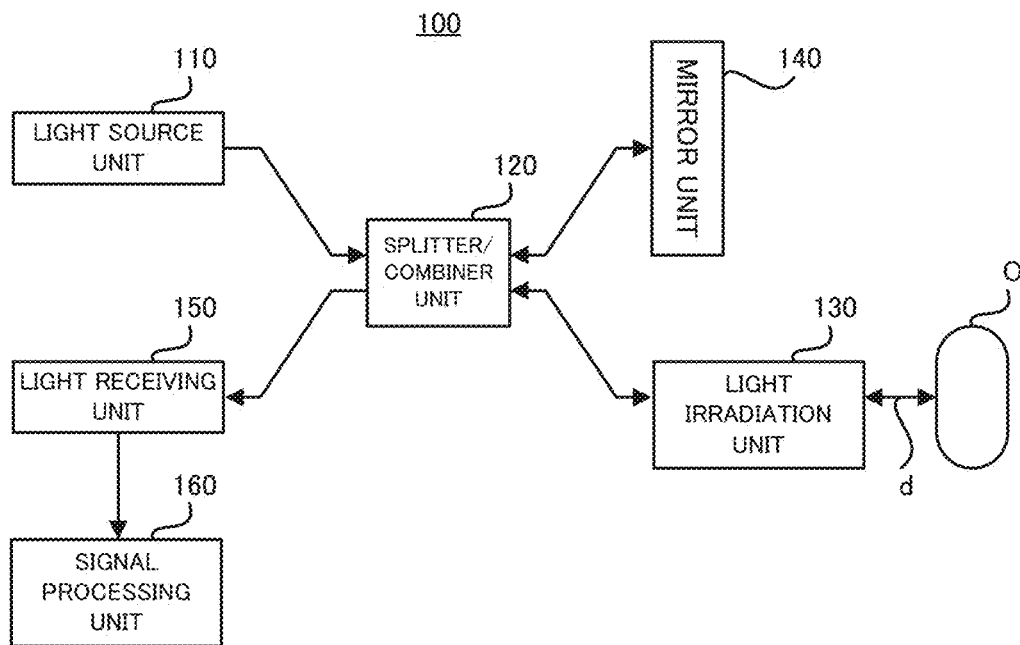 100
110
LIGHT SOURCE
UNIT
140
MIRROR UNIT
120
SPLITTER/
COMBINER
UNIT
O
150
LIGHT RECEIVING
UNIT
130
LIGHT
IRRADIATION
UNIT
d
160
SIGNAL
PROCESSING
UNIT